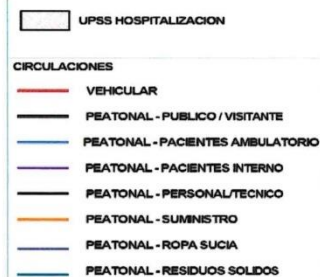 UPSS HOSPITALIZACION
CIRCULACIONES
VEHICULAR
PEATONAL - PUBLICO / VISITANTE
PEATONAL - PACIENTES AMBULATORIO
PEATONAL - PACIENTES INTERNO
PEATONAL - PERSONAL/TECNICO
PEATONAL - SUMINISTRO
PEATONAL - ROPA SUCIA
PEATONAL - RESIDUOS SOLIDOS